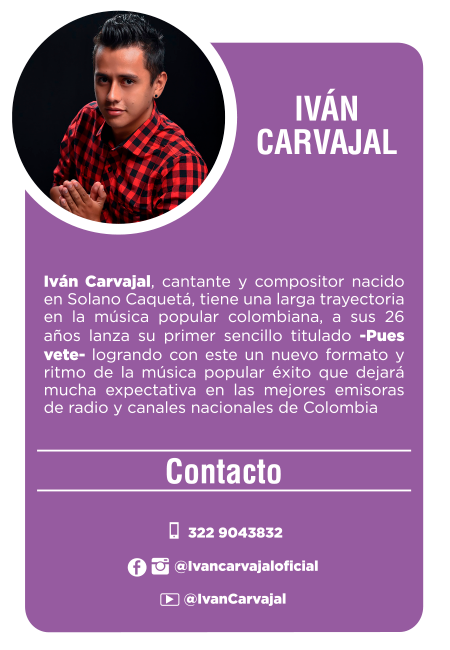 IVÁN
CARVAJAL
Iván Carvajal, cantante y compositor nacido
en Solano Caquetá, tiene una larga trayectoria
en la música popular colombiana, a sus 26
años lanza su primer sencillo titulado -Pues
vete- logrando con este un nuevo formato y
ritmo de la música popular éxito que dejará
mucha expectativa en las mejores emisoras
de radio y canales nacionales de Colombia
Contacto
322 9043832
@Ivancarvajaloficial
@IvanCarvajal